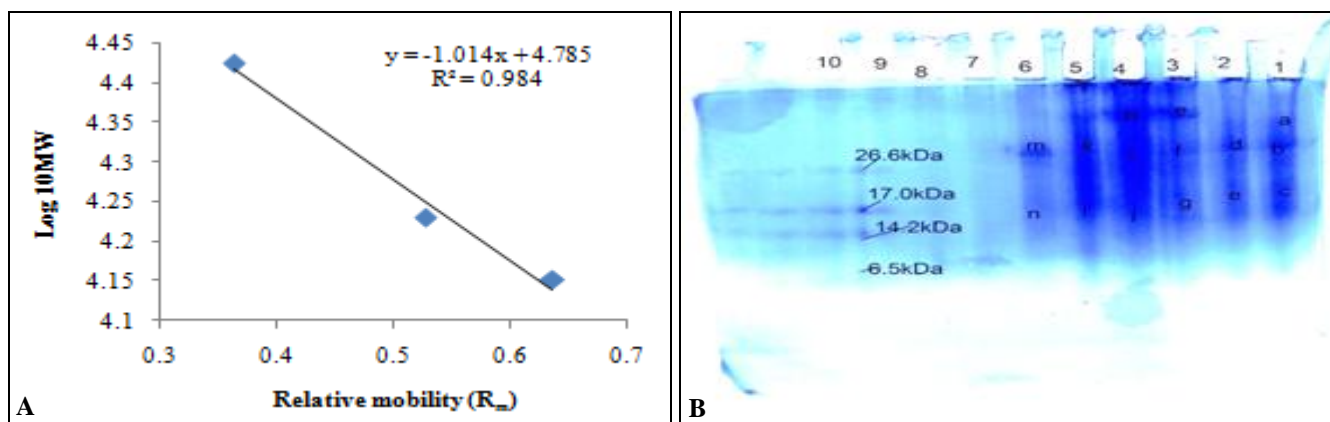 4.45
4.4
4.35
4.3
4.25
4.2
4.15
4.1
0.3 0.4 0.5 0.6 0.7
Log 10MW
Relative mobility (Rm)
y = -1.014x + 4.785
R² = 0.984
A
10 9 8 7 6 5 4 3 2 1
a
m d b
26.6kDa
17.0kDa
14.2kDa
-6.5kDa
n g e c
B